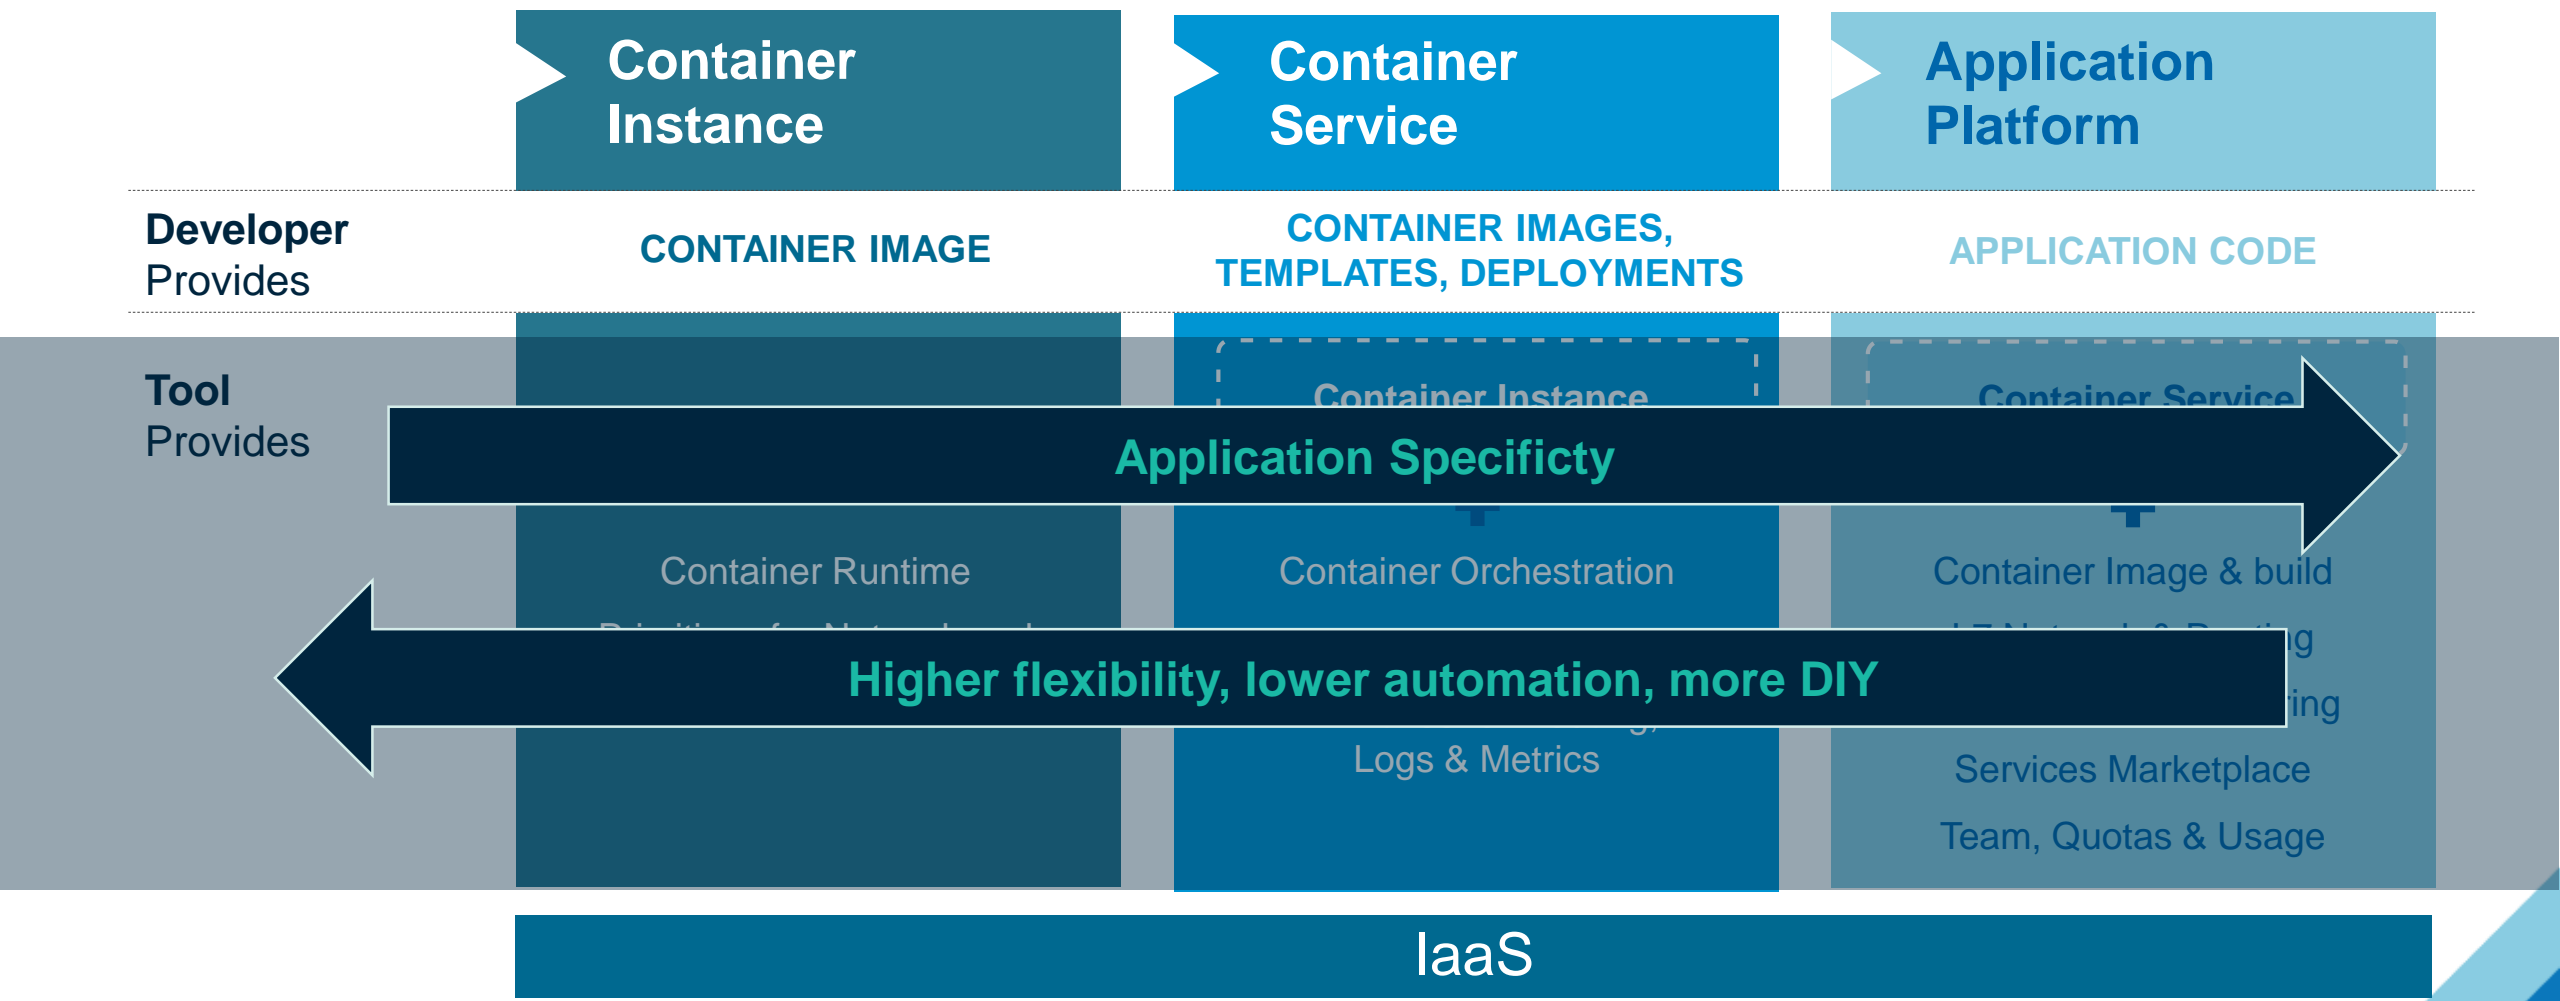 Container
Instance
Container
Service
Application
Platform
Developer
Provides
CONTAINER IMAGE
CONTAINER IMAGES,
TEMPLATES, DEPLOYMENTS
APPLICATION CODE
Tool
Provides
Container Instance
Container Service
Application Specificty
Container Runtime
Container Orchestration
Container Image & build
Higher flexibility, lower automation, more DIY
Logs & Metrics
Services Marketplace
Team, Quotas & Usage
IaaS